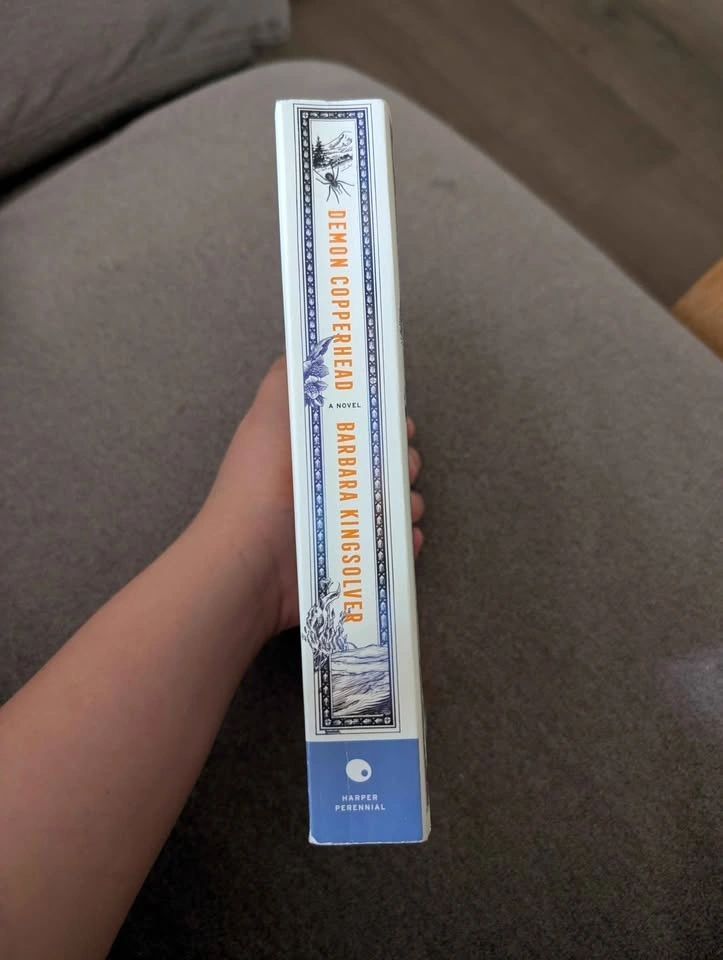 DEMON COPPERHEAD
A NOVEL
BARBARA KINGSOLVER
HARPER
PERENNIAL